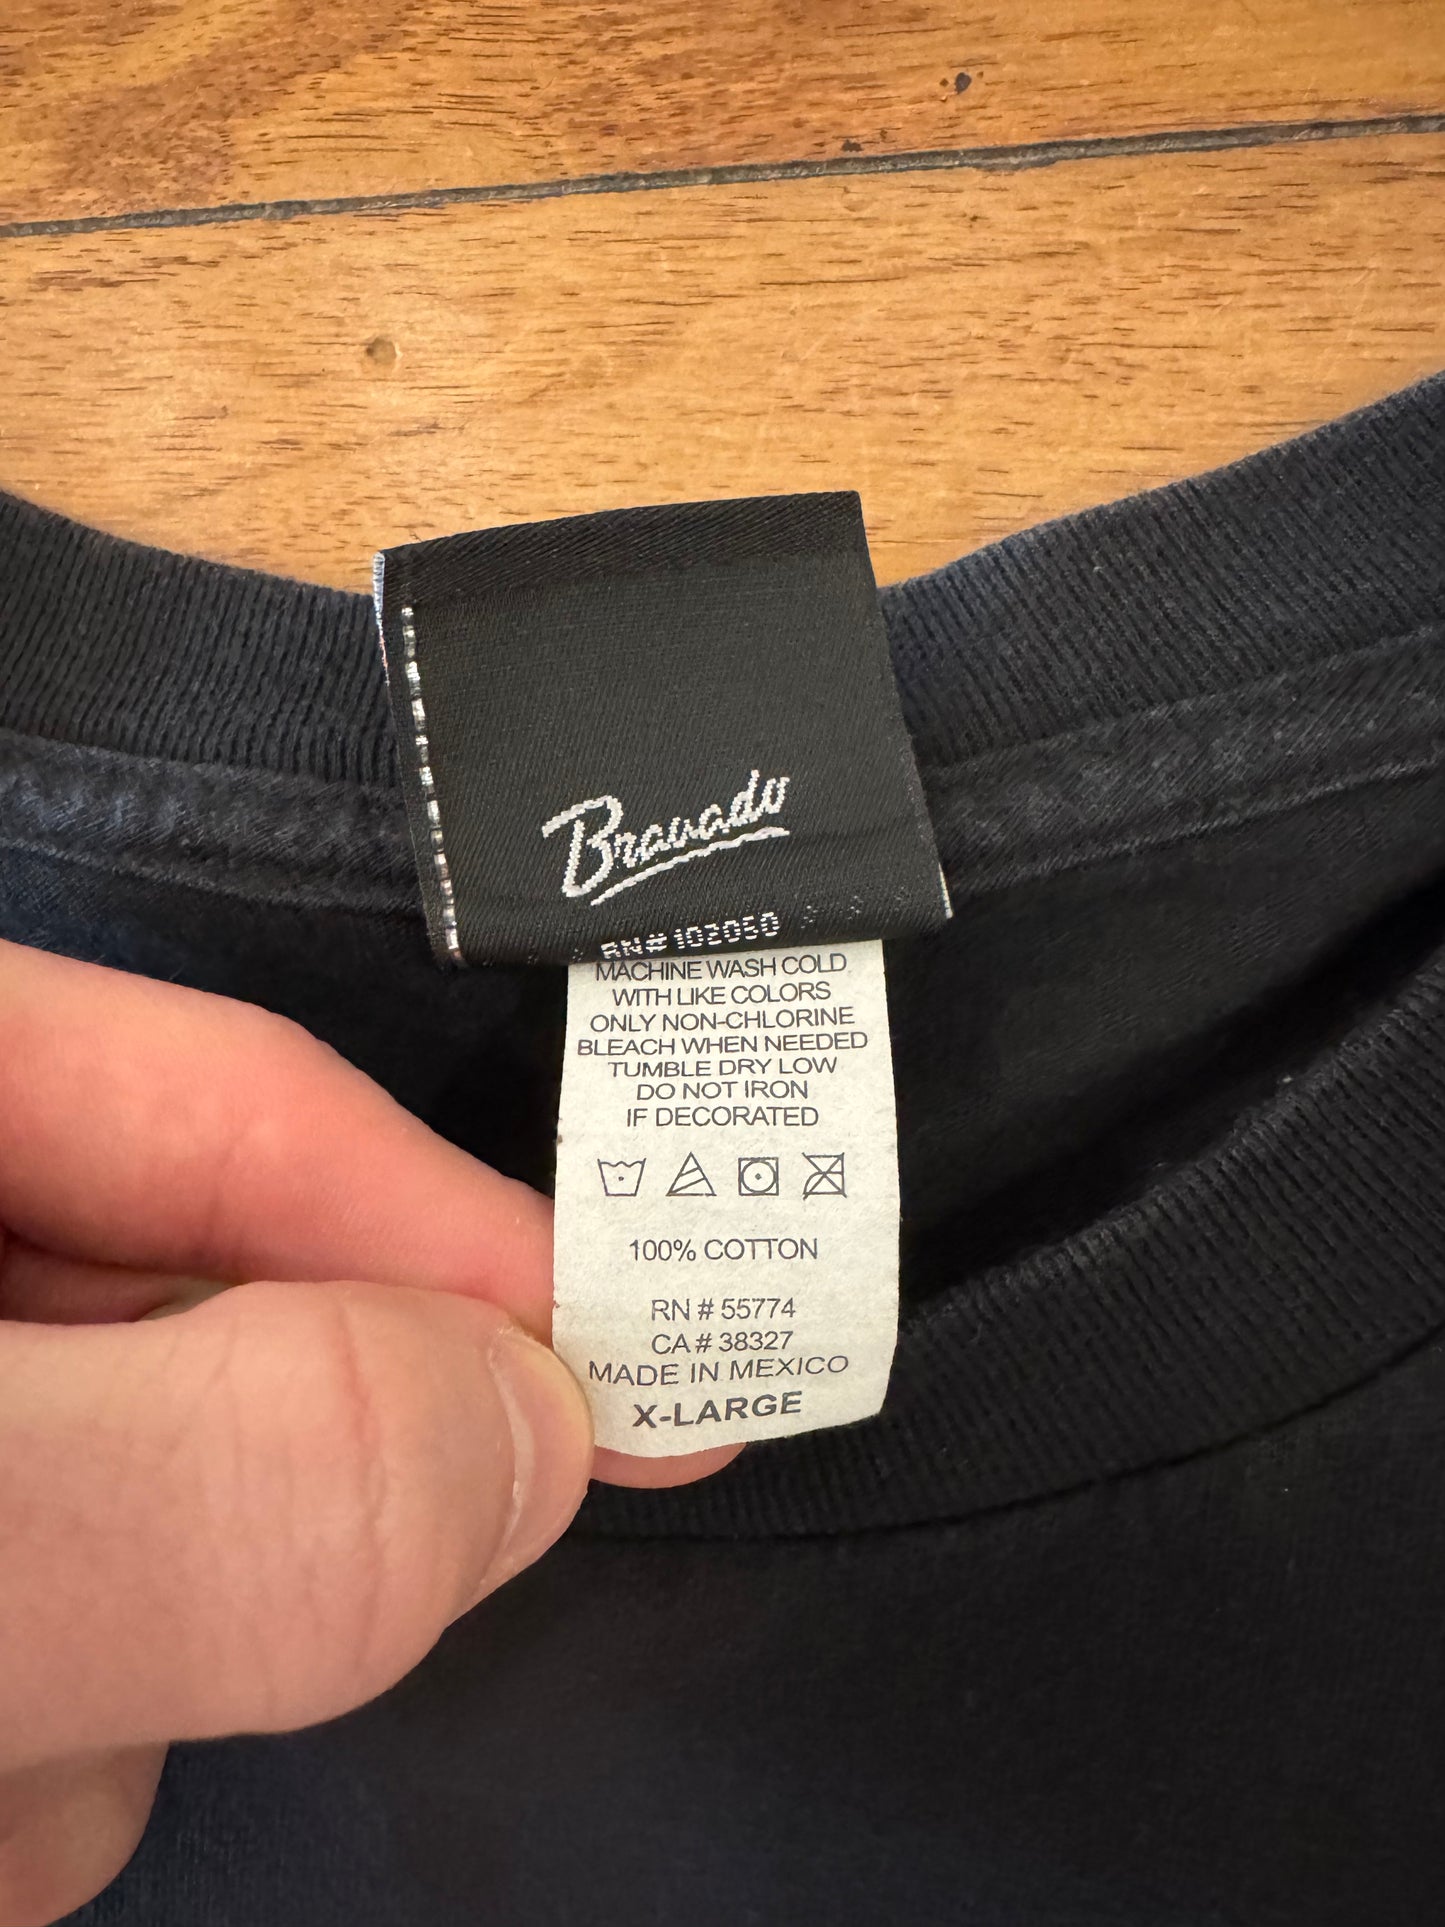 Bravado
RN#102050
MACHINE WASH COLD
WITH LIKE COLORS
ONLY NON-CHLORINE
BLEACH WHEN NEEDED
TUMBLE DRY LOW
DO NOT IRON
IF DECORATED
100% COTTON
RN # 55774
CA # 38327
MADE IN MEXICO
X-LARGE